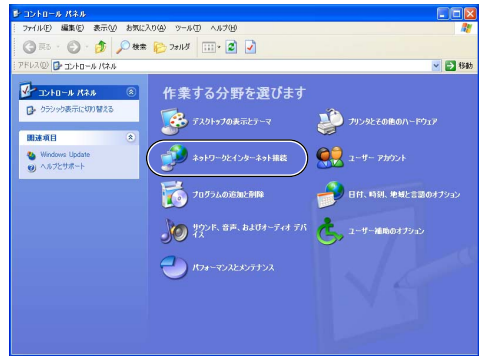 コントロール パネル
ファイル(F) 編集(E) 表示(V) お気に入り(A) ツール(T) ヘルプ(H)
戻る 検索 フォルダ
アドレス(D) コントロール パネル 移動
コントロール パネル
クラシック表示に切り替える
関連項目
Windows Update
ヘルプとサポート
作業する分野を選びます
デスクトップの表示とテーマ
プリンタとその他のハードウェア
ネットワークとインターネット接続
ユーザー アカウント
プログラムの追加と削除
日付、時刻、地域と言語のオプション
サウンド、音声、およびオーディオ デバイス
ユーザー補助のオプション
パフォーマンスとメンテナンス